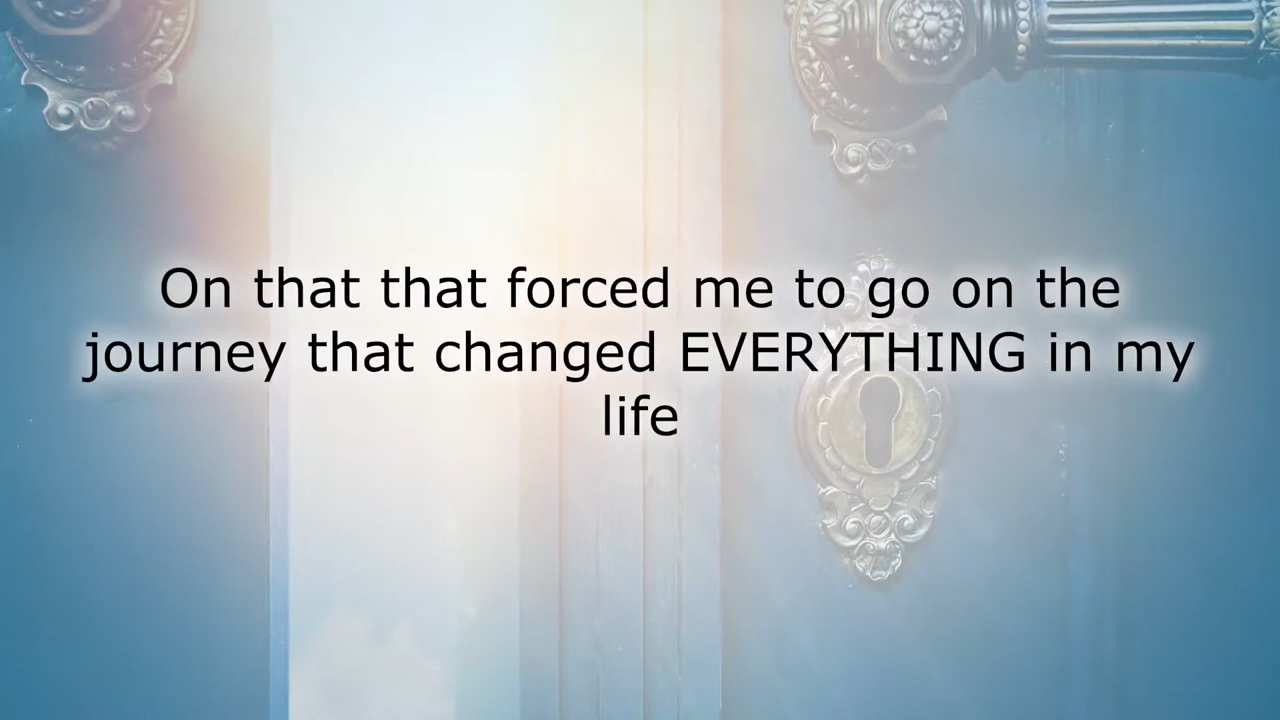 On that that forced me to go on the
journey that changed EVERYTHING in my
life